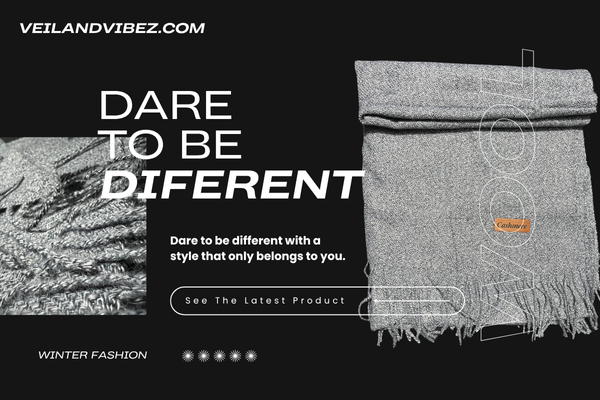 VEILANDVIBEZ.COM
DARE
TO BE
DIFERENT
Dare to be different with a
style that only belongs to you.
See The Latest Product
WOOL
Cashmere
WINTER FASHION